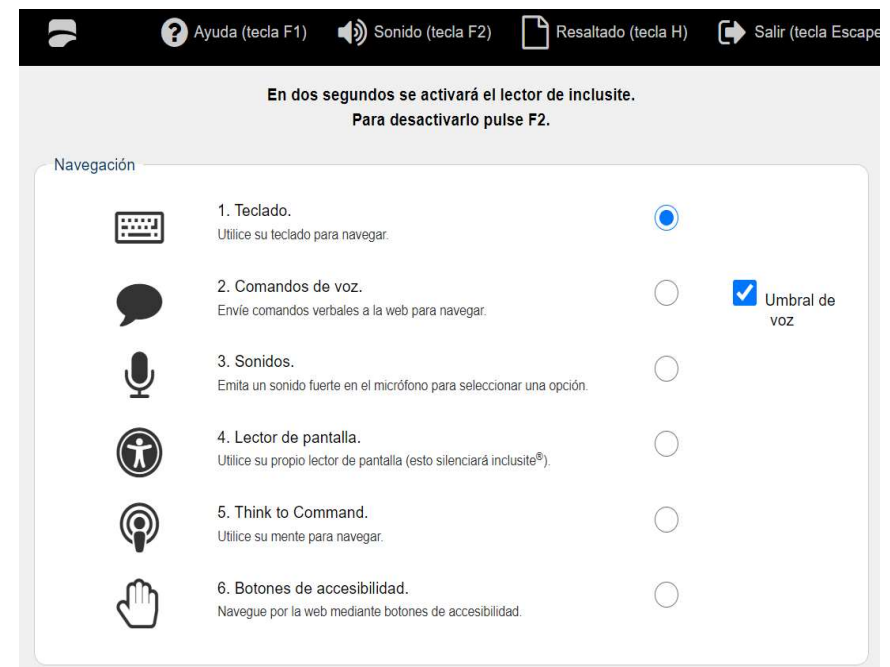 Ayuda (tecla F1) Sonido (tecla F2) Resaltado (tecla H) Salir (tecla Escape
En dos segundos se activará el lector de inclusite.
Para desactivarlo pulse F2.
Navegación
1. Teclado.
Utilice su teclado para navegar.
2. Comandos de voz.
Envíe comandos verbales a la web para navegar.
Umbral de
voz
3. Sonidos.
Emita un sonido fuerte en el micrófono para seleccionar una opción.
4. Lector de pantalla.
Utilice su propio lector de pantalla (esto silenciará inclusite®).
5. Think to Command.
Utilice su mente para navegar.
6. Botones de accesibilidad.
Navegue por la web mediante botones de accesibilidad.